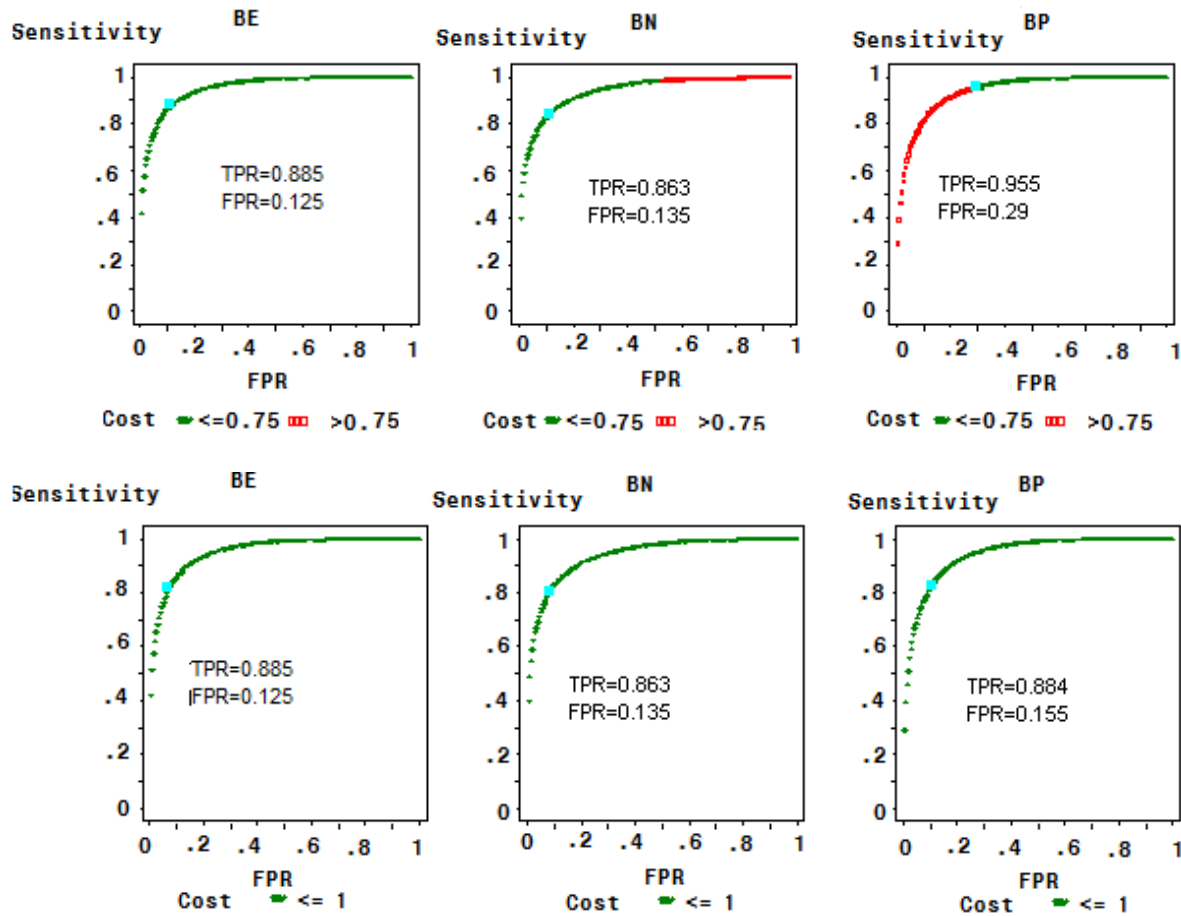 BE
Sensitivity
1
.8
.6
.4
.2
0
TPR=0.885
FPR=0.125
0 .2 .4 .6 .8 1
FPR
Cost <=0.75 >0.75
BN
Sensitivity
1
.8
.6
.4
.2
0
TPR=0.863
FPR=0.135
0 .2 .4 .6 .8 1
FPR
Cost <=0.75 >0.75
BP
Sensitivity
1
.8
.6
.4
.2
0
TPR=0.955
FPR=0.29
0 .2 .4 .6 .8 1
FPR
Cost <=0.75 >0.75
BE
Sensitivity
1
.8
.6
.4
.2
0
TPR=0.885
FPR=0.125
0 .2 .4 .6 .8 1
FPR
Cost <= 1
BN
Sensitivity
1
.8
.6
.4
.2
0
TPR=0.863
FPR=0.135
0 .2 .4 .6 .8 1
FPR
Cost <= 1
BP
Sensitivity
1
.8
.6
.4
.2
0
TPR=0.884
FPR=0.155
0 .2 .4 .6 .8 1
FPR
Cost <= 1